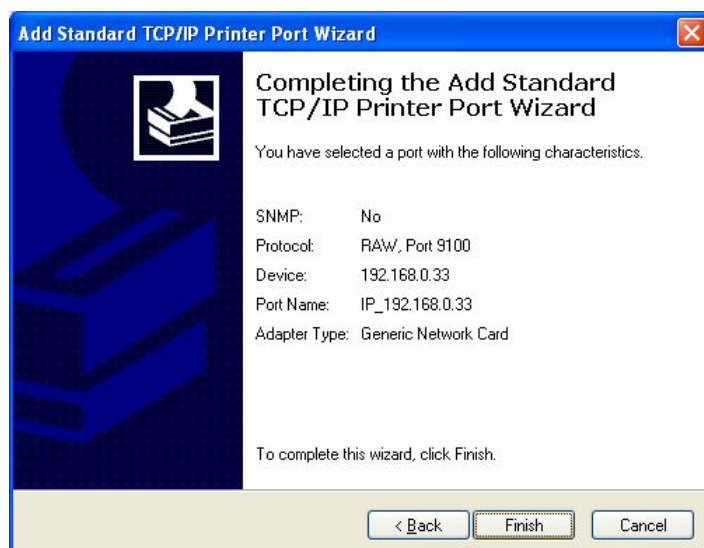 Add Standard TCP/IP Printer Port Wizard
Completing the Add Standard
TCP/IP Printer Port Wizard
You have selected a port with the following characteristics.
SNMP: No
Protocol: RAW, Port 9100
Device: 192.168.0.33
Port Name: IP_192.168.0.33
Adapter Type: Generic Network Card
To complete this wizard, click Finish.
< Back Finish Cancel